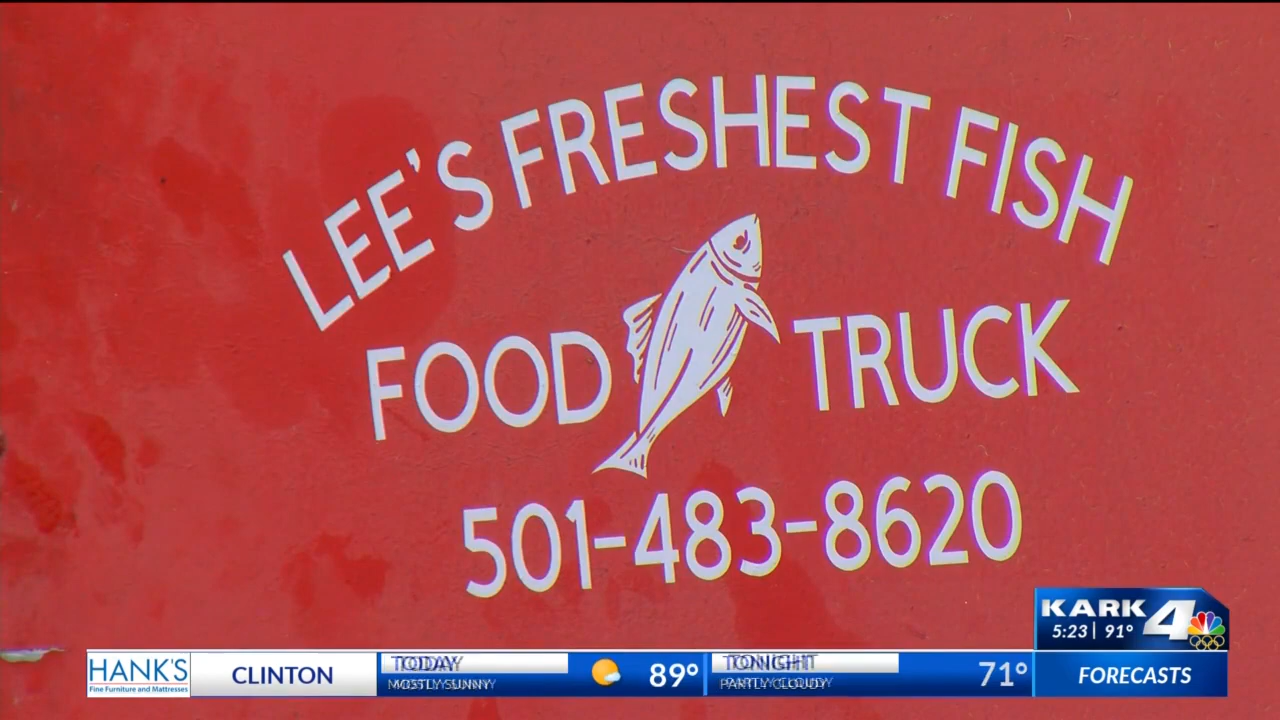 LEE'S FRESHEST FISH
FOOD TRUCK
501-483-8620
KARK 4
5:23 | 91°
HANK'S
Fine Furniture and Mattresses
CLINTON
TODAY
MOSTLY SUNNY
89°
TONIGHT
PARTLY CLOUDY
71°
FORECASTS